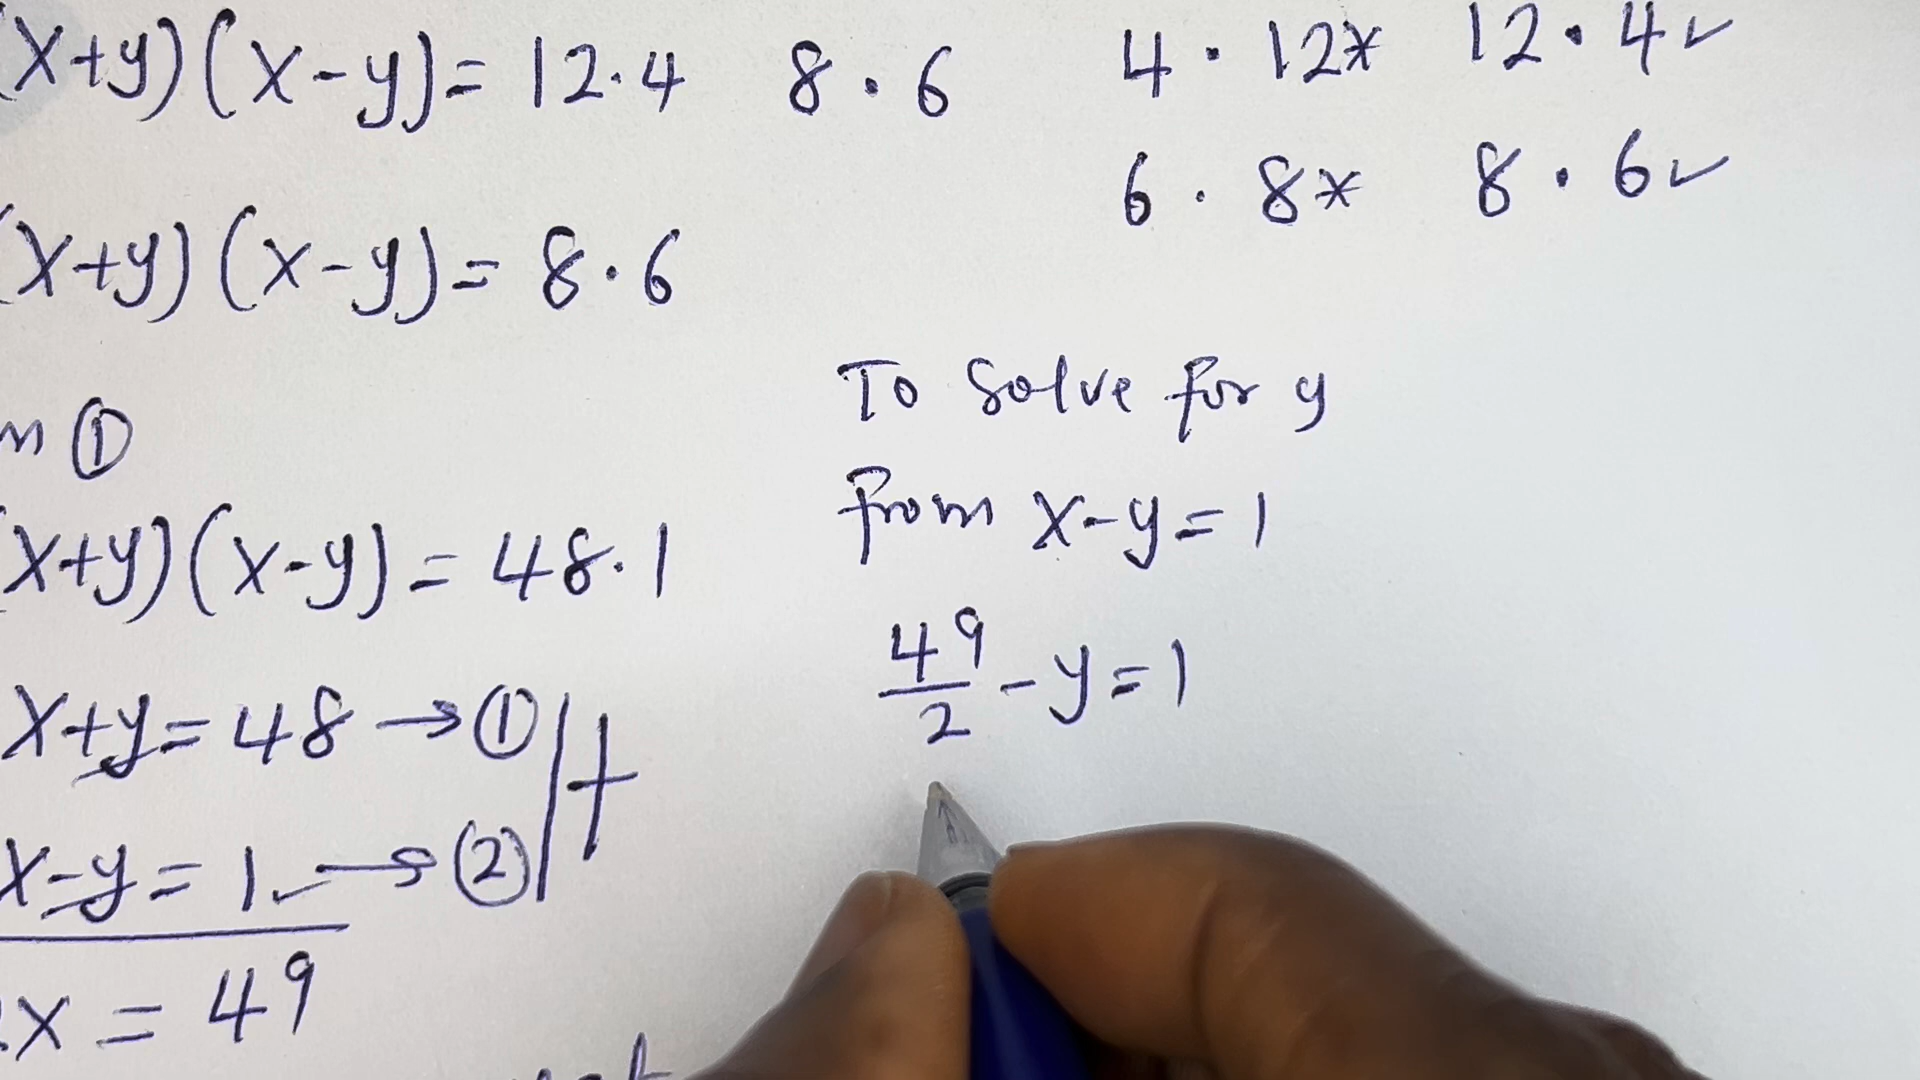 (x+y)(x-y)= 12.4 8.6
4.12× 12.4✓
6.8× 8.6✓
(x+y)(x-y)= 8.6
m ①
(x+y)(x-y) = 48.1
x+y=48 → ①
x-y=1✓ → ②
+
x = 49
To Solve for y
from x-y=1
49/2 -y=1